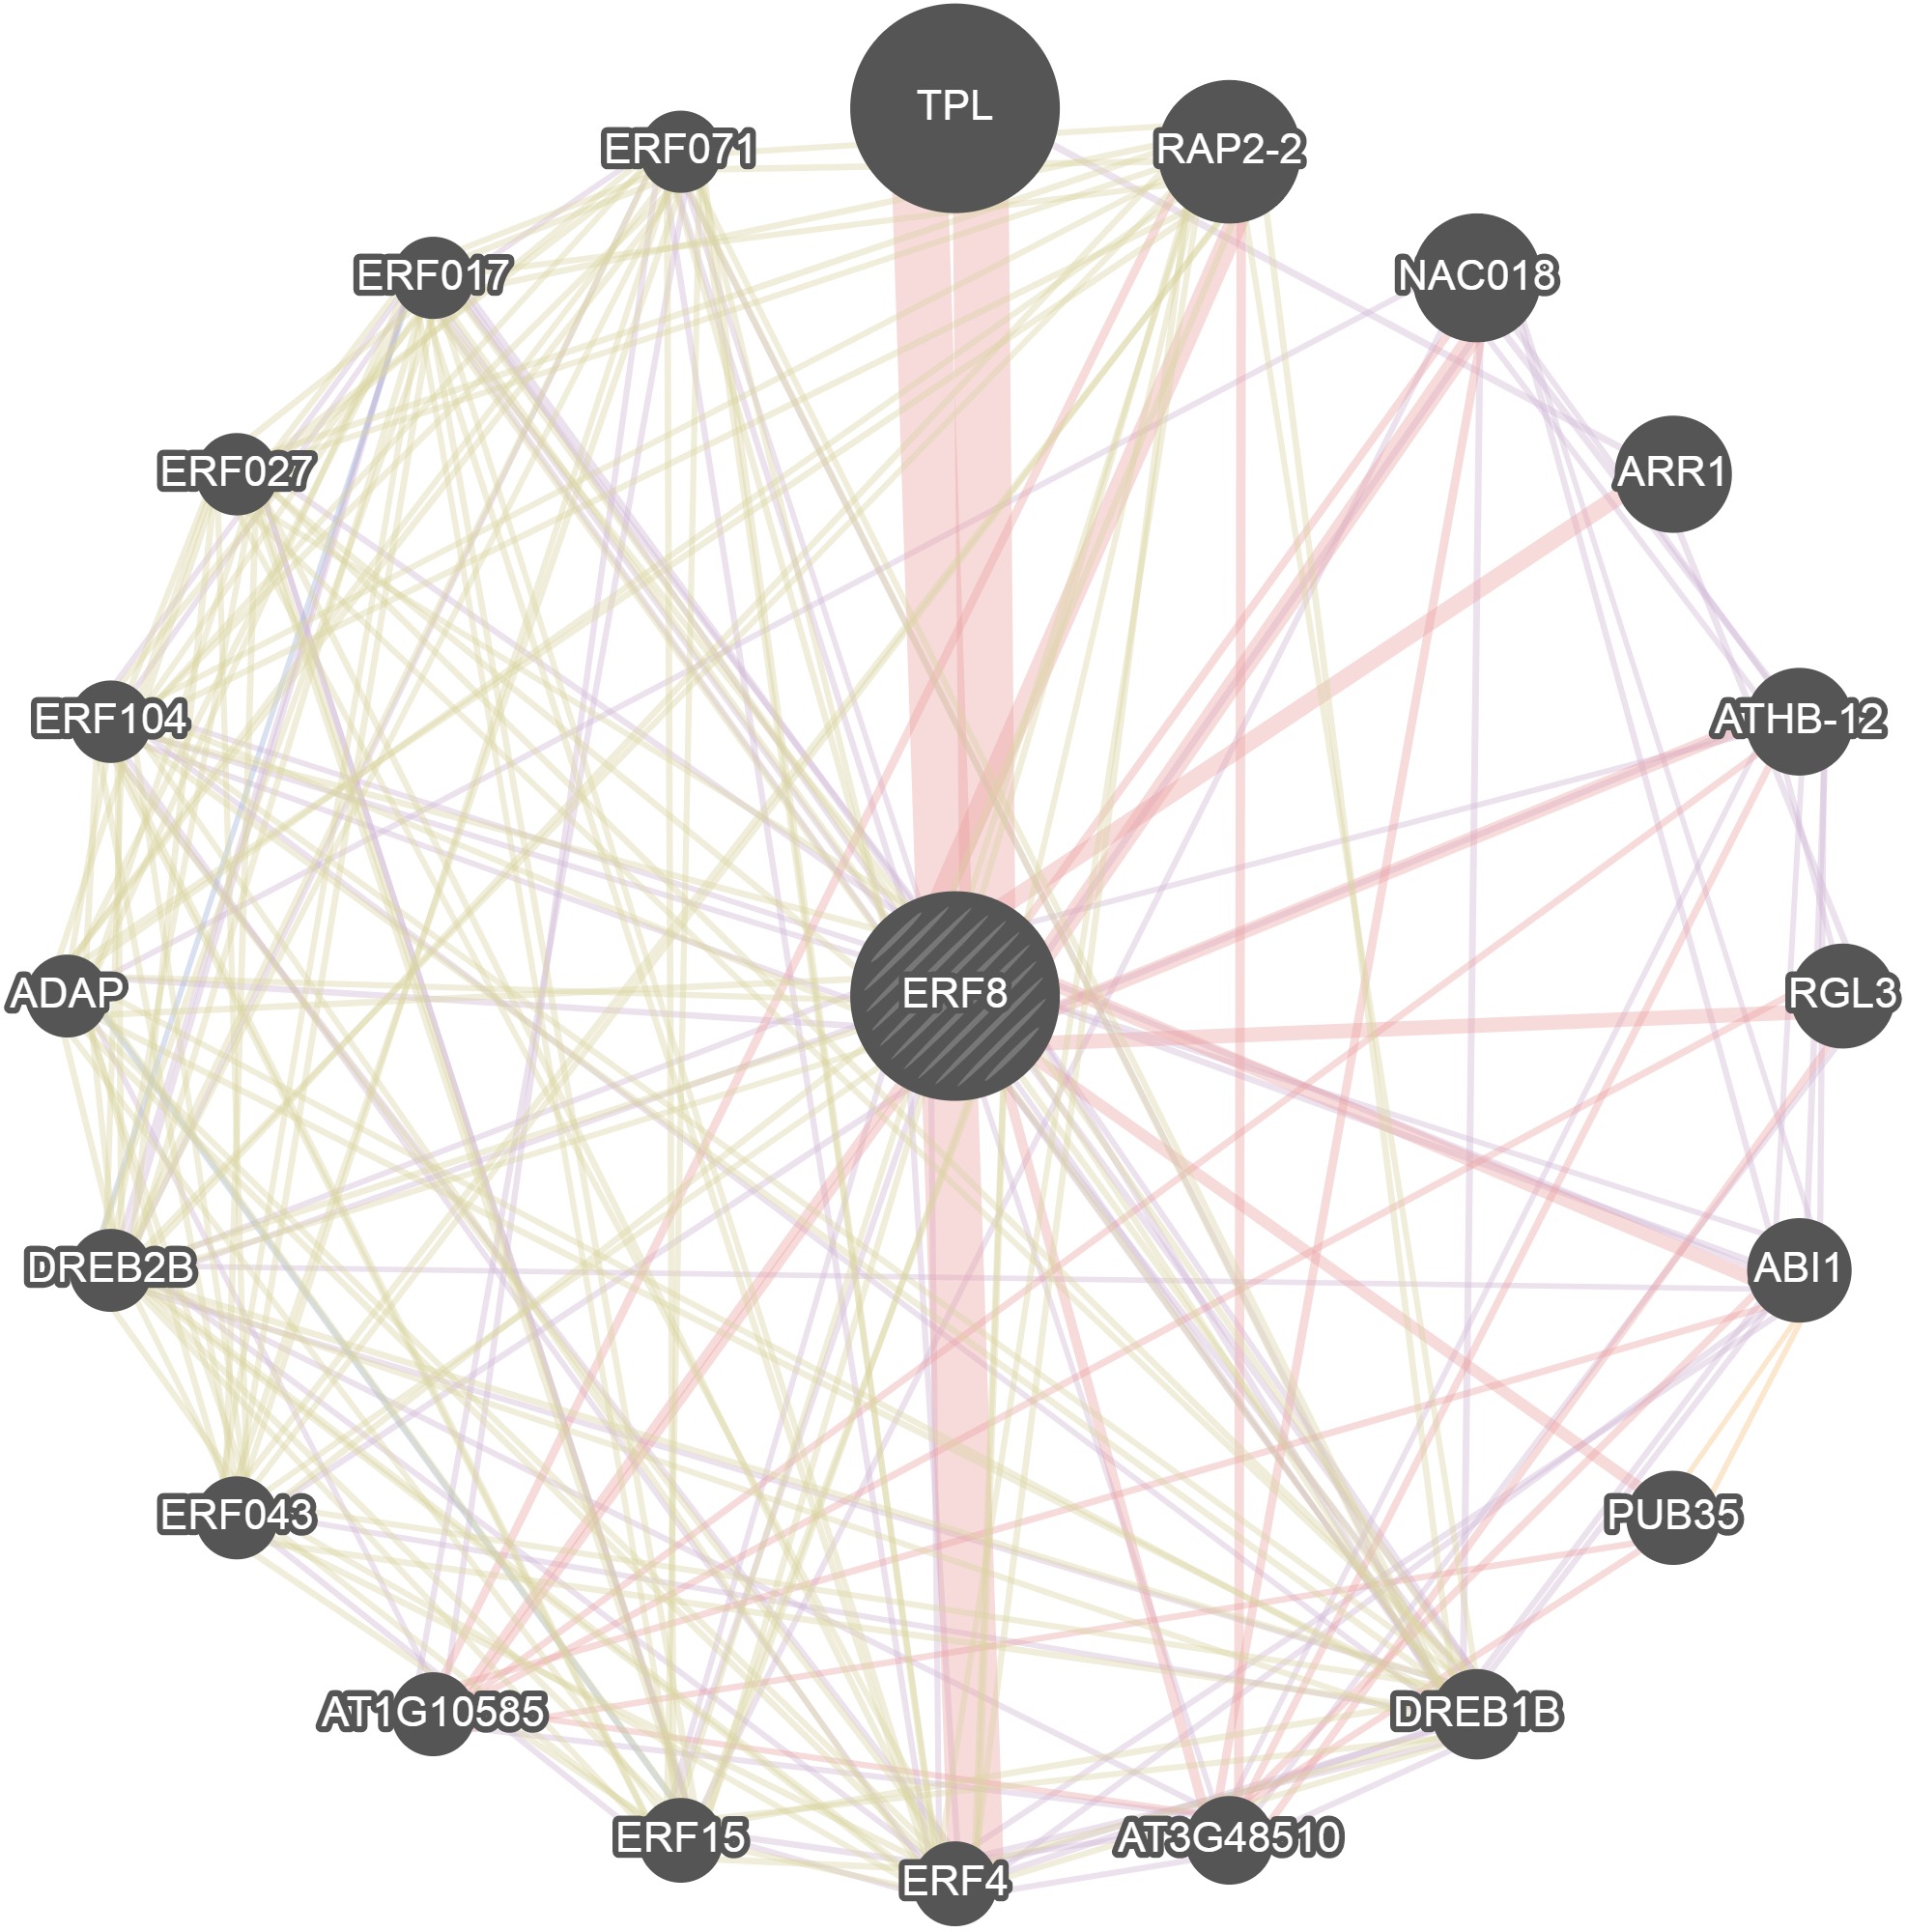 TPL
ERF071
RAP2-2
ERF017
NAC018
ERF027
ARR1
ERF104
ATHB-12
ADAP
ERF8
RGL3
DREB2B
ABI1
ERF043
PUB35
AT1G10585
DREB1B
ERF15
AT3G48510
ERF4